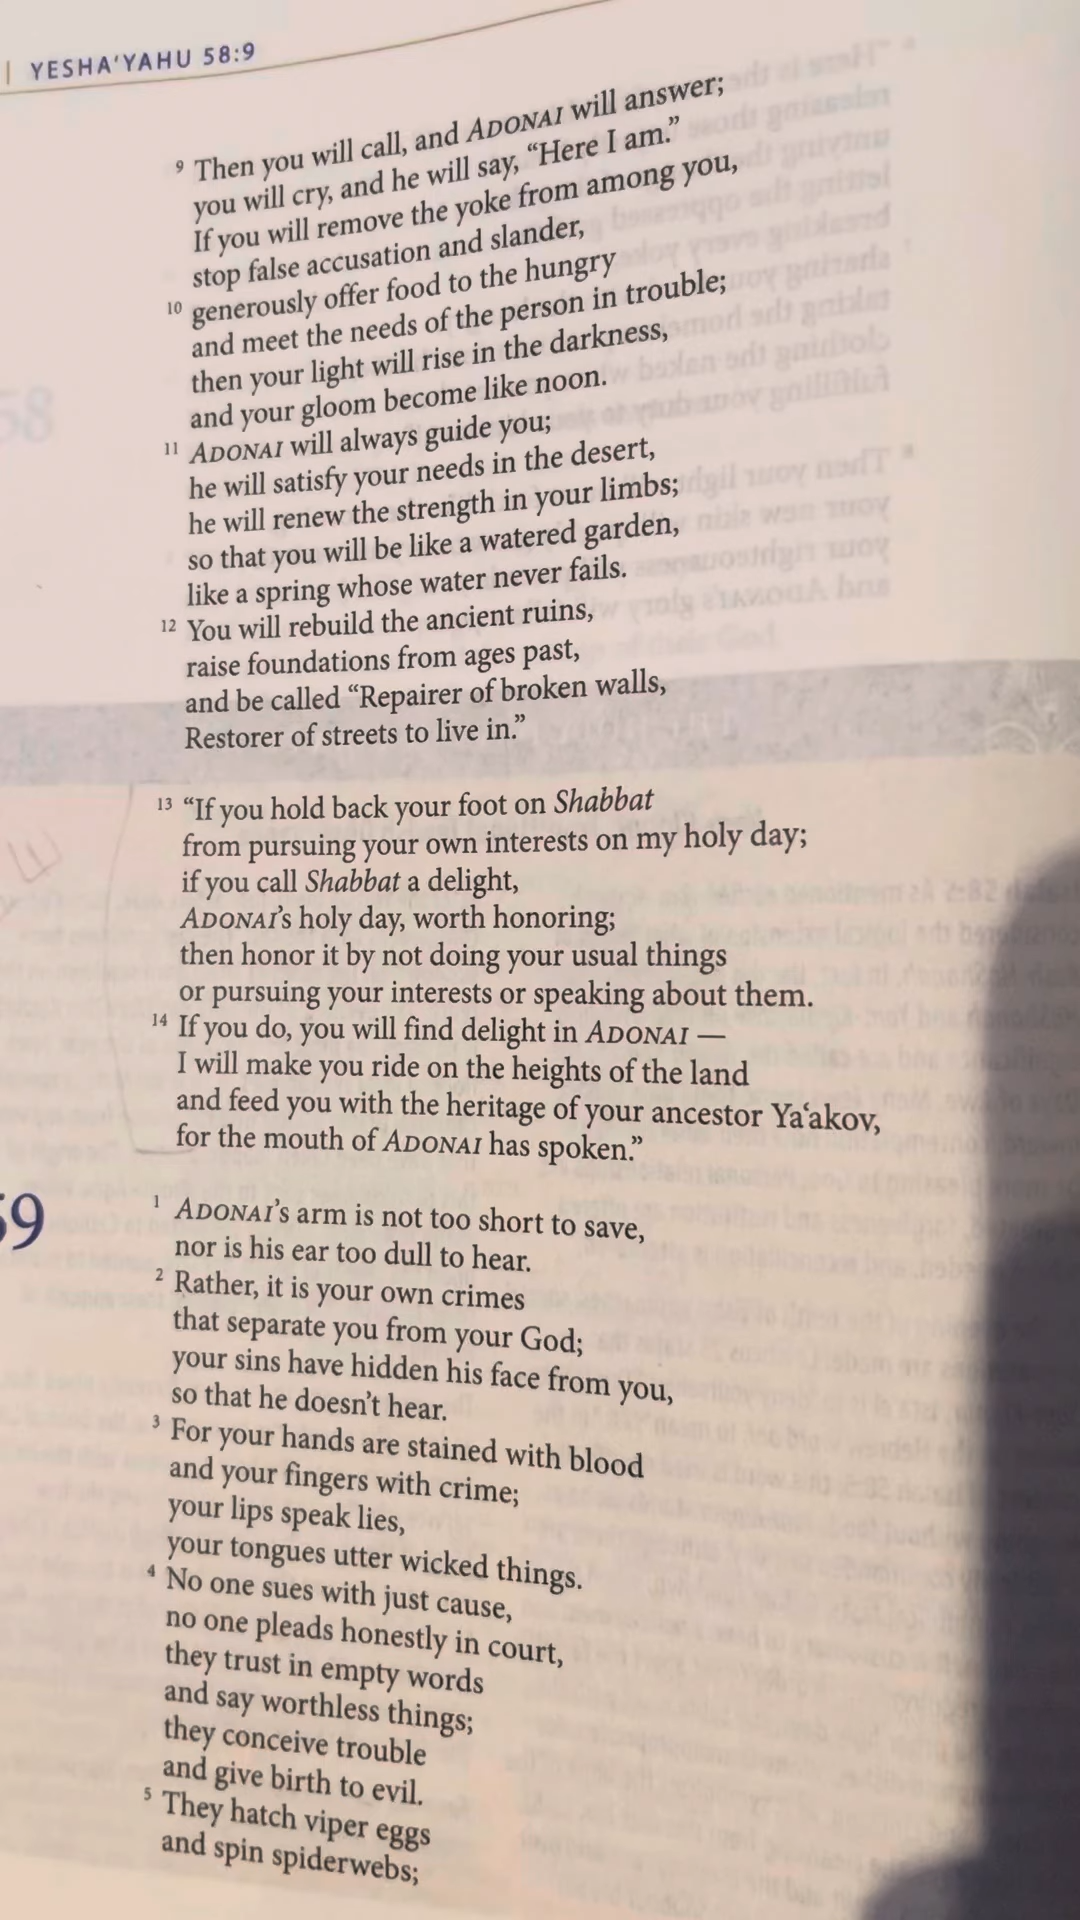 | YESHA'YAHU 58:9
9 Then you will call, and ADONAI will answer;
you will cry, and he will say, “Here I am.”
If you will remove the yoke from among you,
stop false accusation and slander,
10 generously offer food to the hungry
and meet the needs of the person in trouble;
then your light will rise in the darkness,
and your gloom become like noon.
11 ADONAI will always guide you;
he will satisfy your needs in the desert,
he will renew the strength in your limbs;
so that you will be like a watered garden,
like a spring whose water never fails.
12 You will rebuild the ancient ruins,
raise foundations from ages past,
and be called “Repairer of broken walls,
Restorer of streets to live in.”
13 “If you hold back your foot on Shabbat
from pursuing your own interests on my holy day;
if you call Shabbat a delight,
ADONAI's holy day, worth honoring;
then honor it by not doing your usual things
or pursuing your interests or speaking about them.
14 If you do, you will find delight in ADONAI —
I will make you ride on the heights of the land
and feed you with the heritage of your ancestor Ya‘akov,
for the mouth of ADONAI has spoken.”
59
1 ADONAI's arm is not too short to save,
nor is his ear too dull to hear.
2 Rather, it is your own crimes
that separate you from your God;
your sins have hidden his face from you,
so that he doesn't hear.
3 For your hands are stained with blood
and your fingers with crime;
your lips speak lies,
your tongues utter wicked things.
4 No one sues with just cause,
no one pleads honestly in court,
they trust in empty words
and say worthless things;
they conceive trouble
and give birth to evil.
5 They hatch viper eggs
and spin spiderwebs;